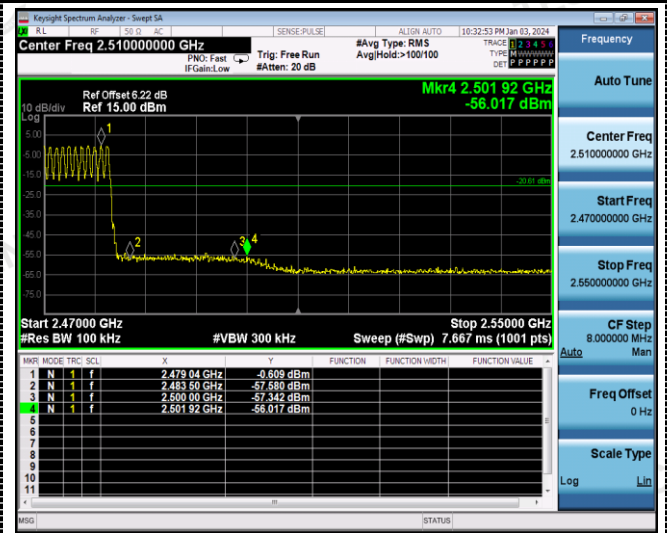 Keysight Spectrum Analyzer - Swept SA
RL RF 50 Ω AC SENSE:PULSE ALIGN AUTO 10:32:53 PM Jan 03, 2024
Center Freq 2.510000000 GHz
PNO: Fast
IFGain:Low
Trig: Free Run
#Atten: 20 dB
#Avg Type: RMS
Avg|Hold:>100/100
TRACE 1 2 3 4 5 6
TYPE M WWWWW
DET P P P P P P
Ref Offset 6.22 dB
Ref 15.00 dBm
10 dB/div
Log
Mkr4 2.501 92 GHz
-56.017 dBm
5.00
-5.00
-15.0
-25.0
-35.0
-45.0
-55.0
-65.0
-75.0
1
2
3
4
-20.61 dBm
Start 2.47000 GHz Stop 2.55000 GHz
#Res BW 100 kHz #VBW 300 kHz Sweep (#Swp) 7.667 ms (1001 pts)
MKR MODE TRC SCL X Y FUNCTION FUNCTION WIDTH FUNCTION VALUE
1 N 1 f 2.479 04 GHz -0.609 dBm
2 N 1 f 2.483 50 GHz -57.580 dBm
3 N 1 f 2.500 00 GHz -57.342 dBm
4 N 1 f 2.501 92 GHz -56.017 dBm
5
6
7
8
9
10
11
MSG STATUS
Frequency
Auto Tune
Center Freq
2.510000000 GHz
Start Freq
2.470000000 GHz
Stop Freq
2.550000000 GHz
CF Step
8.000000 MHz
Auto Man
Freq Offset
0 Hz
Scale Type
Log Lin